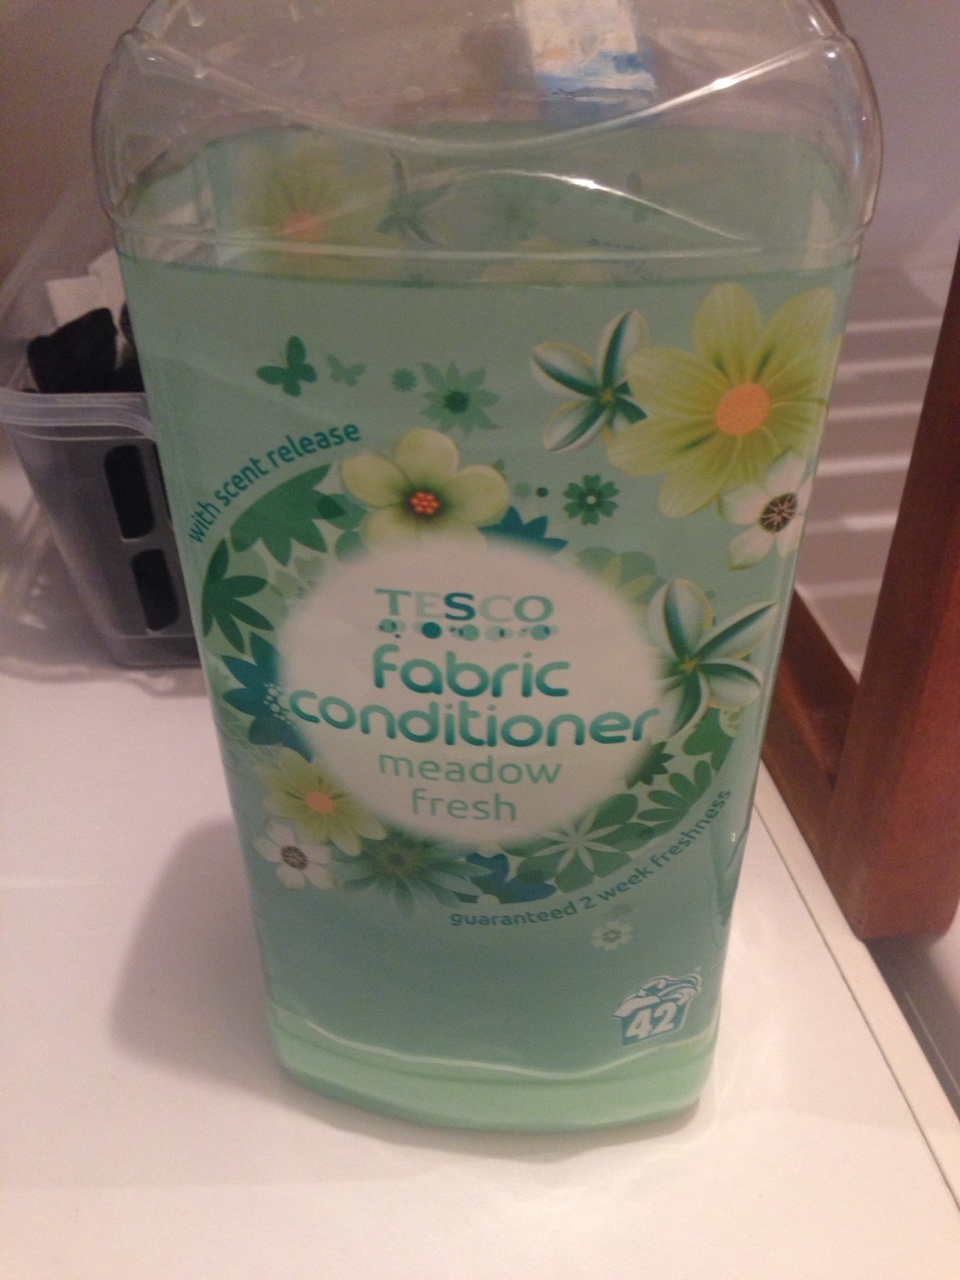 with scent release
TESCO
fabric
conditioner
meadow
fresh
guaranteed 2 week freshness
42